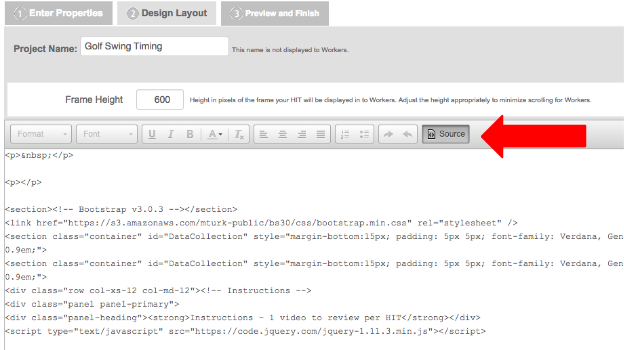 1 Enter Properties
2 Design Layout
3 Preview and Finish
Project Name: Golf Swing Timing This name is not displayed to Workers.
Frame Height 600 Height in pixels of the frame your HIT will be displayed in to Workers. Adjust the height appropriately to minimize scrolling for Workers.
Format Font U I B A Tx Source
<p>&nbsp;</p>
<p></p>
<section><!-- Bootstrap v3.0.3 --></section>
<link href="https://s3.amazonaws.com/mturk-public/bs30/css/bootstrap.min.css" rel="stylesheet" />
<section class="container" id="DataCollection" style="margin-bottom:15px; padding: 5px 5px; font-family: Verdana, Gen
0.9em;">
<section class="container" id="DataCollection" style="margin-bottom:15px; padding: 5px 5px; font-family: Verdana, Gen
0.9em;">
<div class="row col-xs-12 col-md-12"><!-- Instructions -->
<div class="panel panel-primary">
<div class="panel-heading"><strong>Instructions - 1 video to review per HIT</strong></div>
<script type="text/javascript" src="https://code.jquery.com/jquery-1.11.3.min.js"></script>